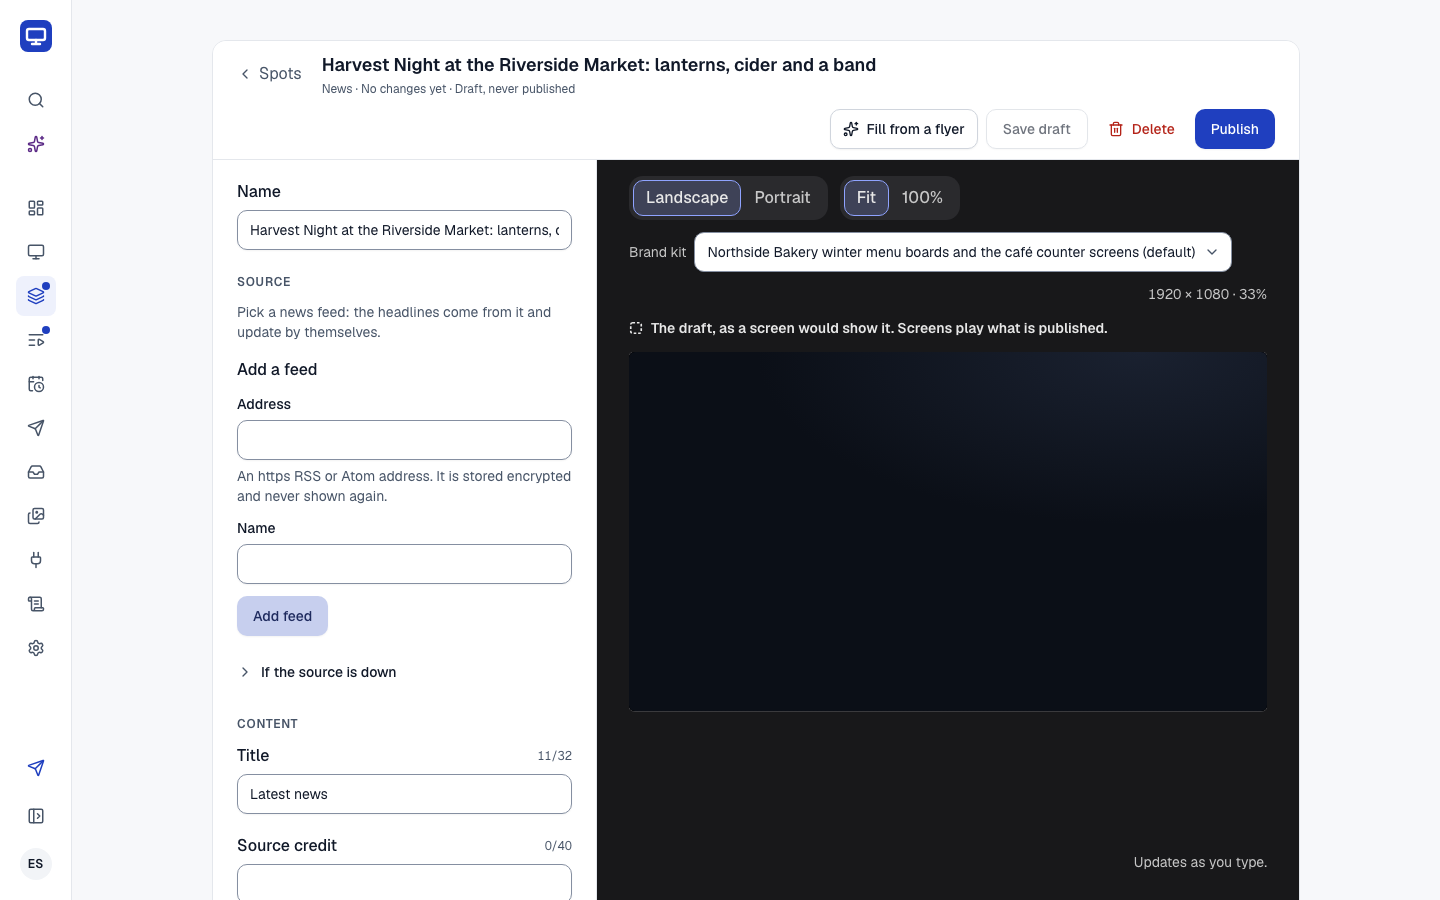 Spots
Harvest Night at the Riverside Market: lanterns, cider and a band
News · No changes yet · Draft, never published
Fill from a flyer
Save draft
Delete
Publish
Name
Harvest Night at the Riverside Market: lanterns, c
SOURCE
Pick a news feed: the headlines come from it and
update by themselves.
Add a feed
Address
An https RSS or Atom address. It is stored encrypted
and never shown again.
Name
Add feed
If the source is down
CONTENT
Title
11/32
Latest news
Source credit
0/40
Landscape
Portrait
Fit
100%
Brand kit
Northside Bakery winter menu boards and the café counter screens (default)
1920 × 1080 · 33%
The draft, as a screen would show it. Screens play what is published.
Updates as you type.
ES